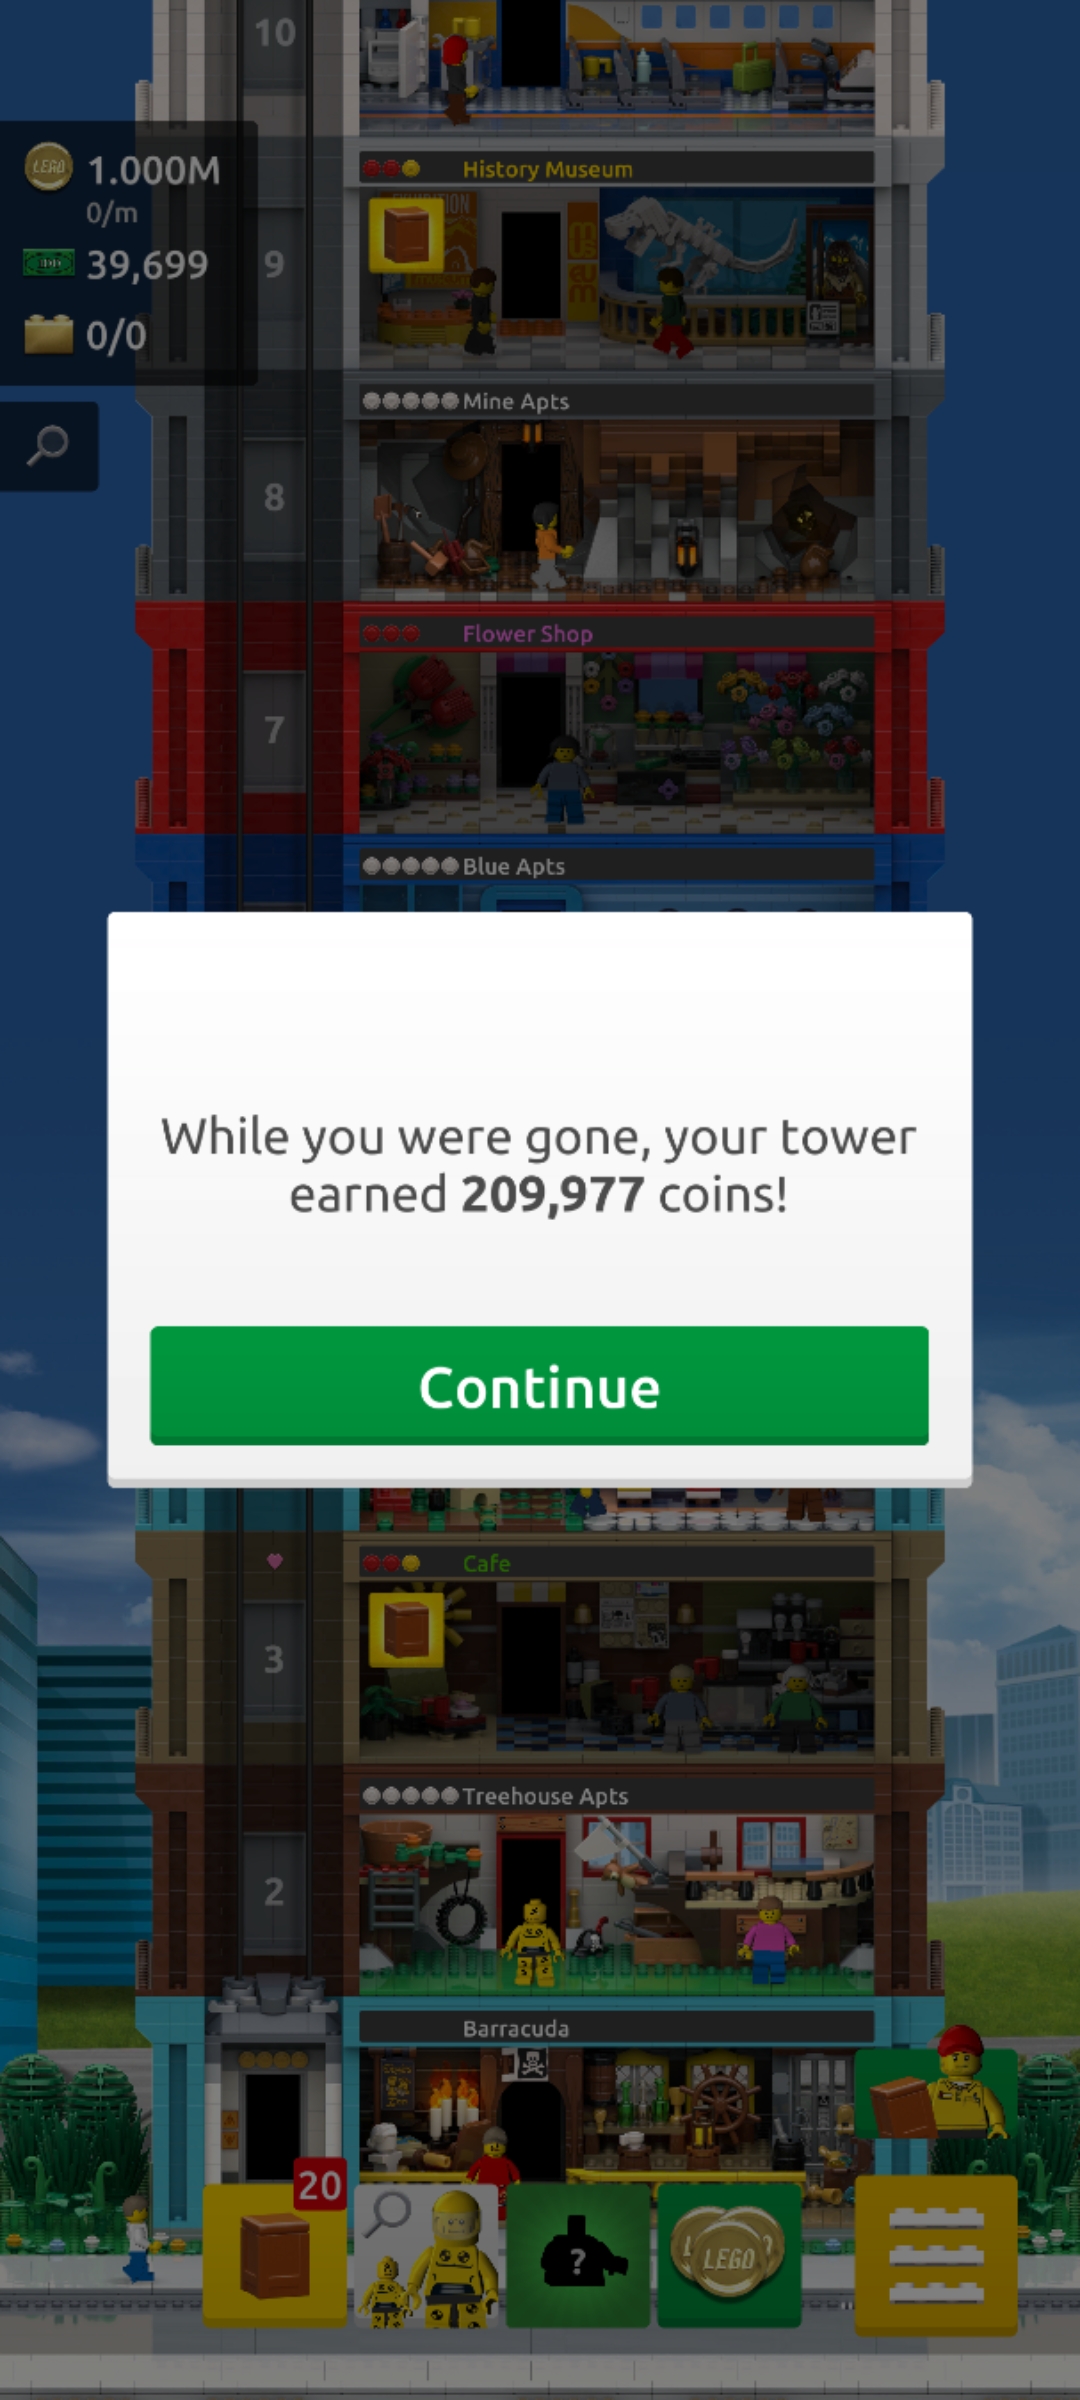 10
LEGO 1.000M
0/m
39,699
0/0
History Museum
9
Mine Apts
8
Flower Shop
7
Blue Apts
While you were gone, your tower
earned 209,977 coins!
Continue
Cafe
3
Treehouse Apts
2
Barracuda
20
?
LEGO